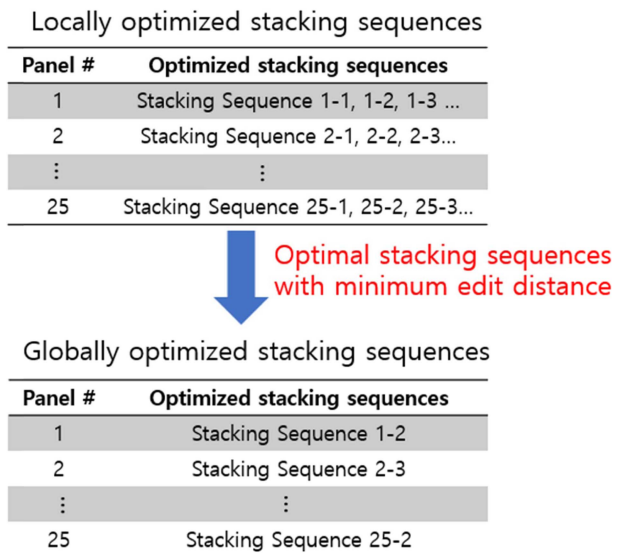 Locally optimized stacking sequences
Panel # Optimized stacking sequences
1 Stacking Sequence 1-1, 1-2, 1-3 ...
2 Stacking Sequence 2-1, 2-2, 2-3...
⋮ ⋮
25 Stacking Sequence 25-1, 25-2, 25-3...
Optimal stacking sequences
with minimum edit distance
Globally optimized stacking sequences
Panel # Optimized stacking sequences
1 Stacking Sequence 1-2
2 Stacking Sequence 2-3
⋮ ⋮
25 Stacking Sequence 25-2